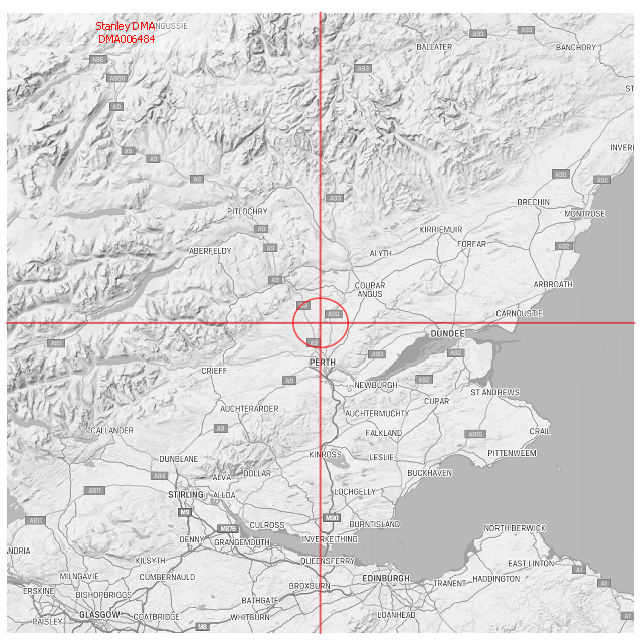 Stanley DMA
DMA006484
NGUSSIE
A93
A93
BALLATER
BANCHORY
A86
A93
A889
ST
A9
INVER
A9
A9
A90
A9
A92
A93
BRECHIN
PITLOCHRY
MONTROSE
A9
KIRRIEMUIR
A9
FORFAR
A92
ABERFELDY
ALYTH
A9
COUPAR
ANGUS
ARBROATH
A93
CARNOUSTIE
DUNDEE
A85
A9
A90
A92
PERTH
CRIEFF
A9
NEWBURGH
A92
ST ANDREWS
AUCHTERARDER
CUPAR
AUCHTERMUCHTY
CALLANDER
A9
FALKLAND
A915
CRAIL
DUNBLANE
KINROSS
LESLIE
PITTENWEEM
A84
ALVA
DOLLAR
BUCKHAVEN
A811
STIRLING
ALLOA
LOCHGELLY
M9
A811
CULROSS
M90
BURNTISLAND
M876
NORTH BERWICK
DENNY
GRANGEMOUTH
INVERKEITHING
NDRIA
KILSYTH
QUEENSFERRY
EAST LINTON
A1
MILNGAVIE
CUMBERNAULD
BROXBURN
EDINBURGH
TRANENT
HADDINGTON
A1
ERSKINE
BISHOPBRIGGS
BATHGATE
GLASGOW
COATBRIDGE
WHITBURN
LOANHEAD
A1
PAISLEY
M8